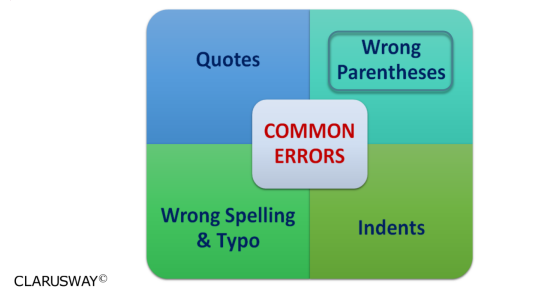 Quotes
Wrong
Parentheses
COMMON
ERRORS
Wrong Spelling
& Typo
Indents
CLARUSWAY©